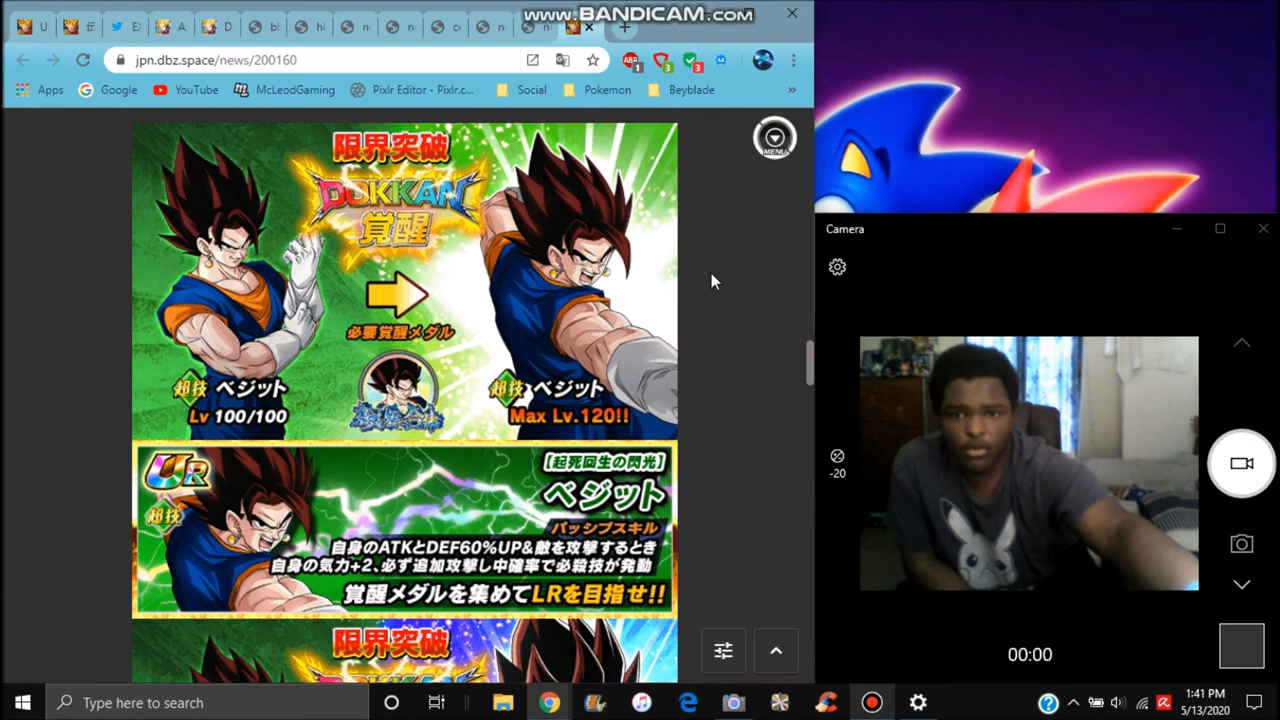 www.BANDICAM.com
jpn.dbz.space/news/200160
Apps
Google
YouTube
McLeodGaming
Pixlr Editor - Pixlr.c...
Social
Pokemon
Beyblade
»
MENU
限界突破
DOKKAN
覚醒
必要覚醒メダル
超技 ベジット
Lv 100/100
超技 ベジット
Max Lv.120!!
UR
超技
【起死回生の閃光】
ベジット
パッシブスキル
自身のATKとDEF60%UP&敵を攻撃するとき
自身の気力+2、必ず追加攻撃し中確率で必殺技が発動
覚醒メダルを集めてLRを目指せ!!
限界突破
Camera
-20
00:00
Type here to search
1:41 PM
5/13/2020